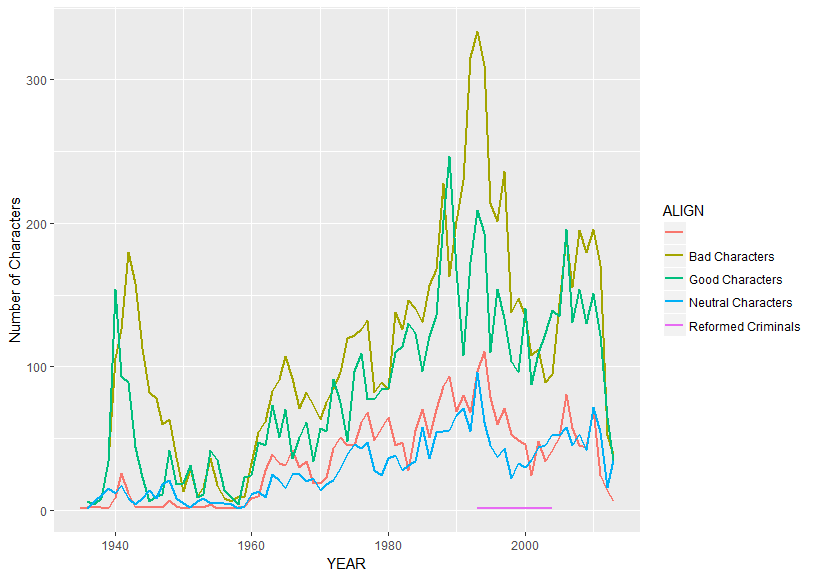 300
200
100
0
Number of Characters
1940
1960
1980
2000
YEAR
ALIGN
Bad Characters
Good Characters
Neutral Characters
Reformed Criminals